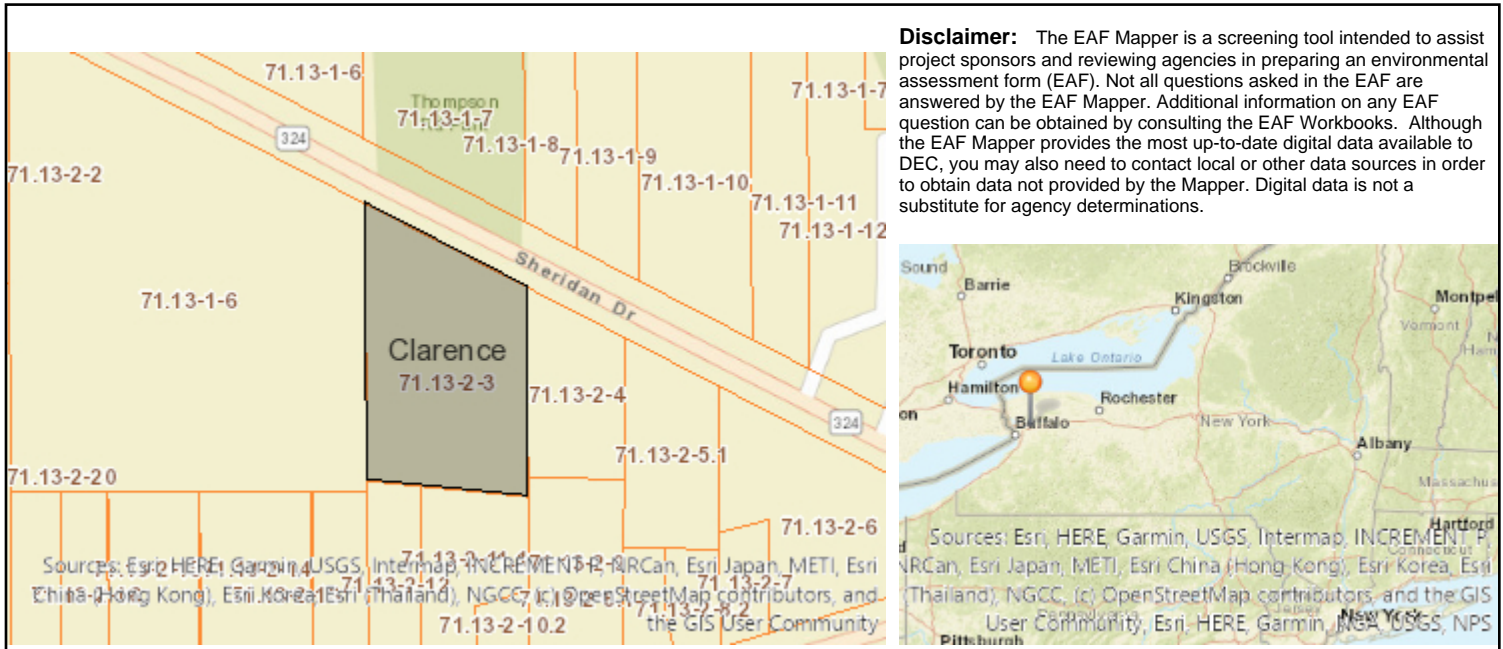 Disclaimer: The EAF Mapper is a screening tool intended to assist
project sponsors and reviewing agencies in preparing an environmental
assessment form (EAF). Not all questions asked in the EAF are
answered by the EAF Mapper. Additional information on any EAF
question can be obtained by consulting the EAF Workbooks. Although
the EAF Mapper provides the most up-to-date digital data available to
DEC, you may also need to contact local or other data sources in order
to obtain data not provided by the Mapper. Digital data is not a
substitute for agency determinations.
71.13-1-6
Thompson
71.13-1-7
71.13-1-7
324
71.13-1-8
71.13-1-9
71.13-2-2
71.13-1-10
71.13-1-11
71.13-1-12
Sheridan Dr
71.13-1-6
Clarence
71.13-2-3
71.13-2-4
324
71.13-2-5.1
71.13-2-20
71.13-2-6
Sources: Esri, HERE, Garmin, USGS, Intermap, INCREMENT P, NRCan, Esri Japan, METI, Esri
China (Hong Kong), Esri Korea, Esri (Thailand), NGCC, (c) OpenStreetMap contributors, and
the GIS User Community
71.13-2-12
71.13-2-7
71.13-2-8.2
71.13-2-10.2
Sound
Barrie
Brockville
Kingston
Montpel
Vermont
Toronto
Lake Ontario
Hamilton
Rochester
on
Buffalo
New York
Albany
Massachus
Hartford
Connecticut
Sources: Esri, HERE, Garmin, USGS, Intermap, INCREMENT P,
NRCan, Esri Japan, METI, Esri China (Hong Kong), Esri Korea, Esri
(Thailand), NGCC, (c) OpenStreetMap contributors, and the GIS
User Community, Esri, HERE, Garmin, NGA, USGS, NPS
Pennsylvania
New York
Pittsburgh